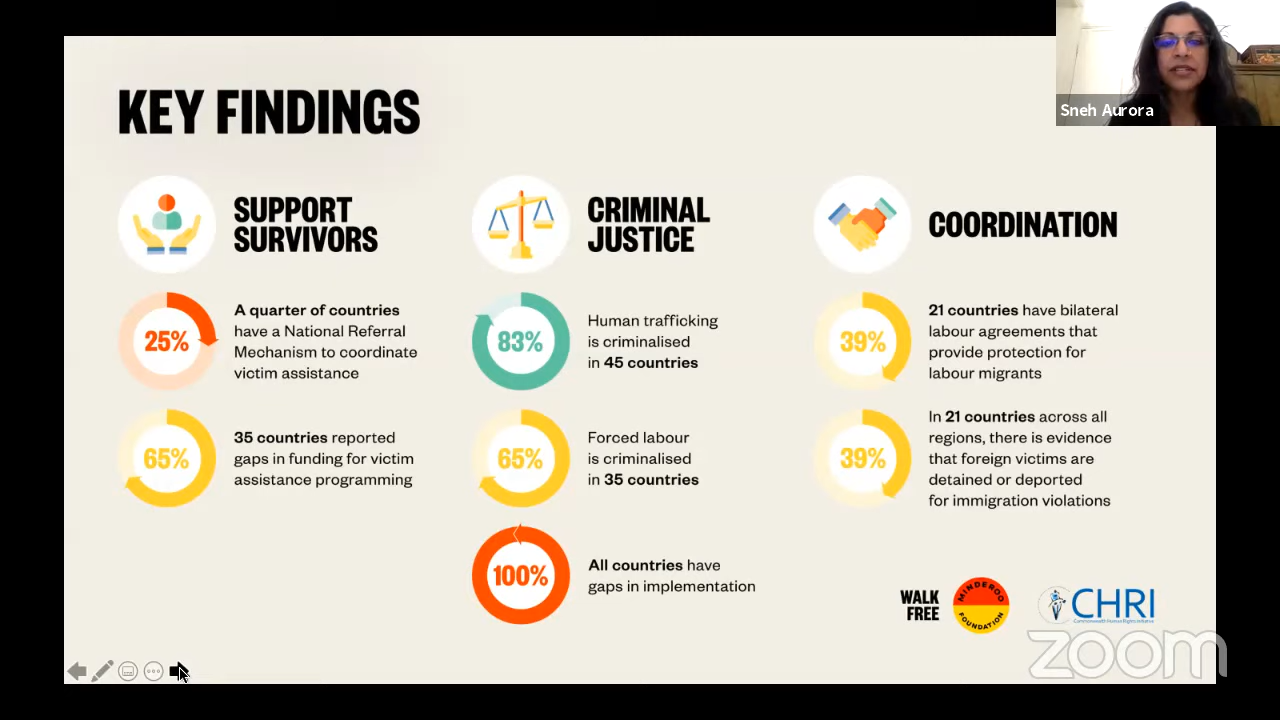 Sneh Aurora
KEY FINDINGS
SUPPORT
SURVIVORS
25%
A quarter of countries
have a National Referral
Mechanism to coordinate
victim assistance
65%
35 countries reported
gaps in funding for victim
assistance programming
CRIMINAL
JUSTICE
83%
Human trafficking
is criminalised
in 45 countries
65%
Forced labour
is criminalised
in 35 countries
100%
All countries have
gaps in implementation
COORDINATION
39%
21 countries have bilateral
labour agreements that
provide protection for
labour migrants
39%
In 21 countries across all
regions, there is evidence
that foreign victims are
detained or deported
for immigration violations
WALK
FREE
MINDEROO
FOUNDATION
CHRI
Commonwealth Human Rights Initiative
zoom